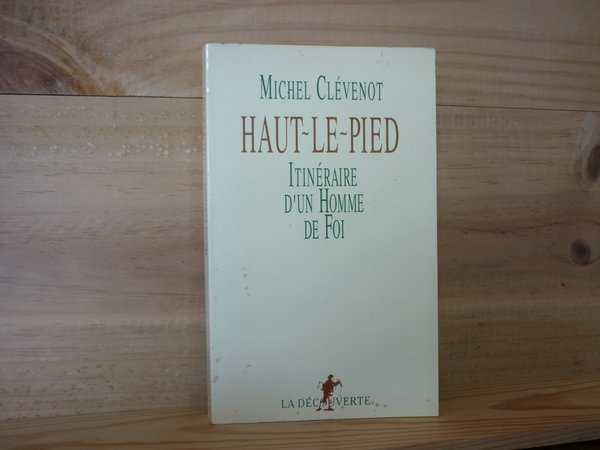 MICHEL CLÉVENOT
HAUT~LE~PIED
ITINÉRAIRE
D'UN HOMME
DE FOI
LA DÉCOUVERTE